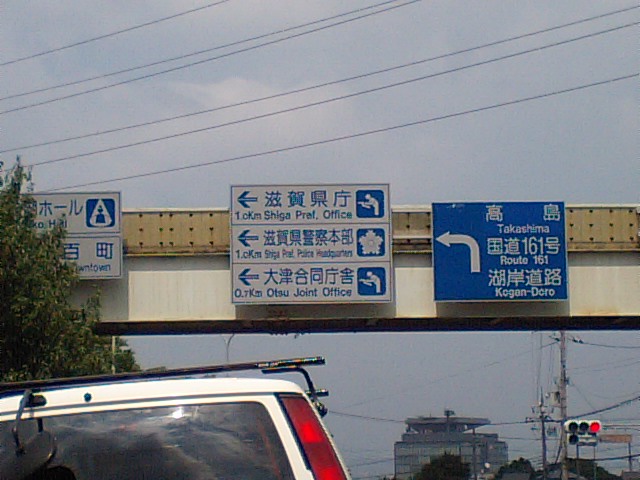 ホール
百町
wntown
滋賀県庁
1.0Km Shiga Pref. Office
滋賀県警察本部
1.0Km Shiga Pref. Police Headquarters
大津合同庁舎
0.7Km Otsu Joint Office
高島
Takashima
国道161号
Route 161
湖岸道路
Kogan-Doro